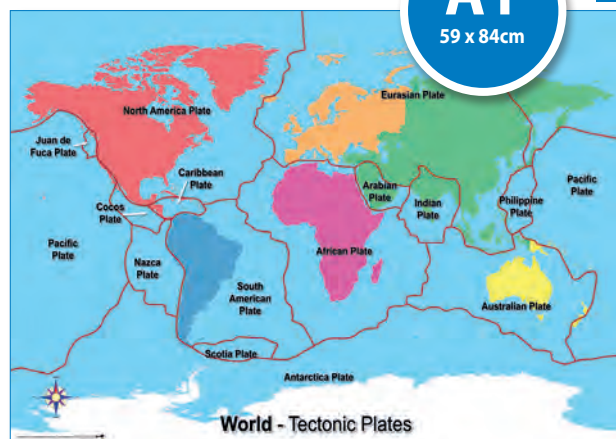 A1
59 x 84cm
North America Plate
Eurasian Plate
Juan de
Fuca Plate
Caribbean
Plate
Arabian
Plate
Indian
Plate
Philippine
Plate
Pacific
Plate
Cocos
Plate
Pacific
Plate
Nazca
Plate
African Plate
South
American
Plate
Australian Plate
Scotia Plate
Antarctica Plate
World - Tectonic Plates